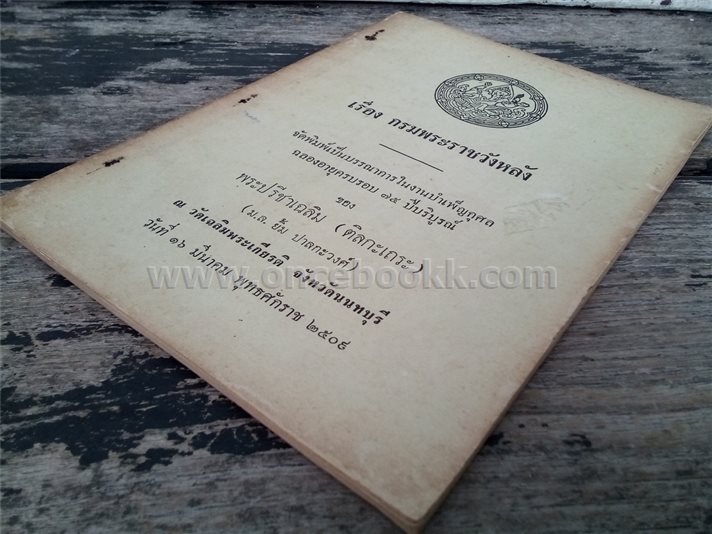 เรื่อง กรมพระราชวังหลัง
จัดพิมพ์เป็นบรรณาการในงานบำเพ็ญกุศล
ฉลองอายุครบรอบ ๗๕ ปีบริบูรณ์
ของ
พระปรีชาเฉลิม (ติลกะเถระ)
(ม.ล. ยิ้ม ปาลกะวงศ์)
ณ วัดเฉลิมพระเกียรติ จังหวัดนนทบุรี
วันที่ ๑๖ มีนาคม พุทธศักราช ๒๕๐๙
www.oncebookk.com